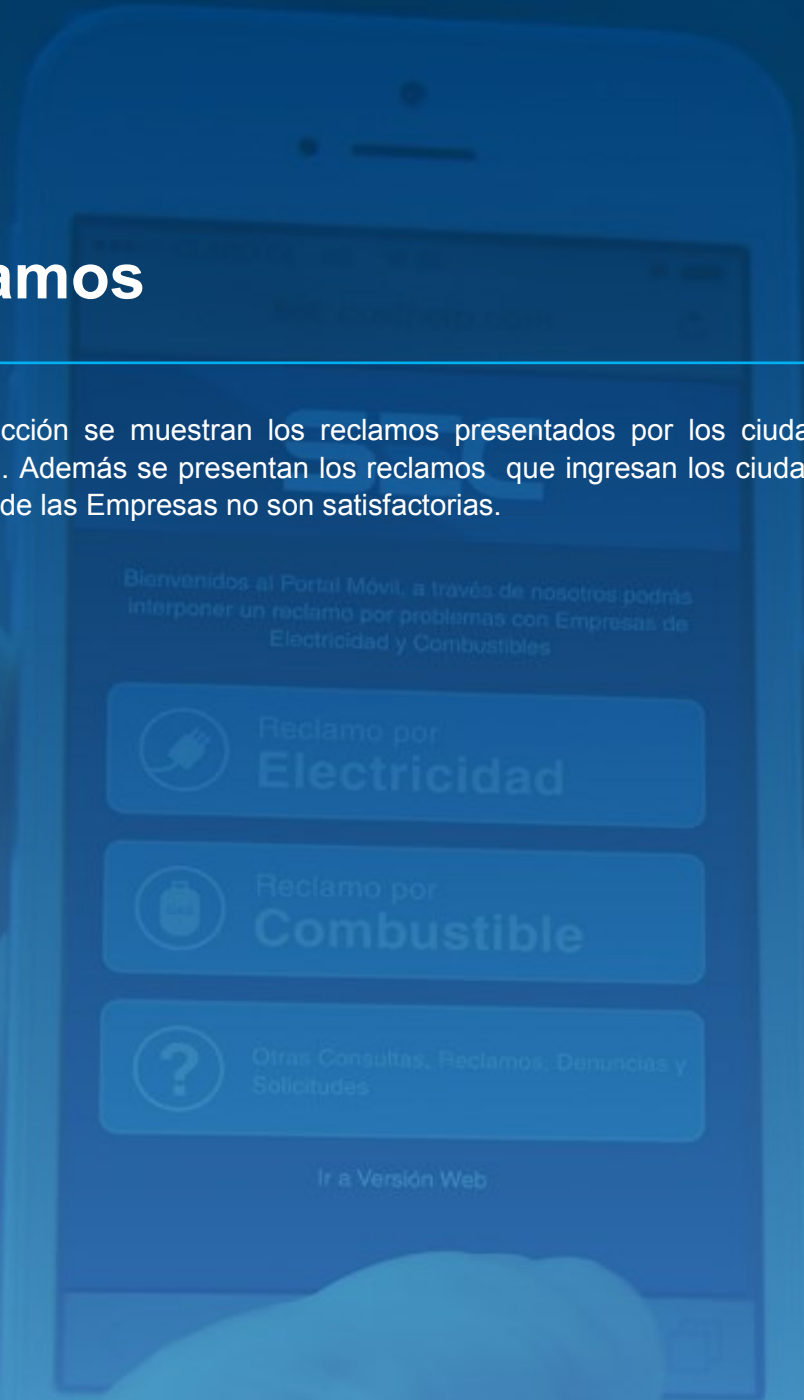 amos
cción se muestran los reclamos presentados por los ciuda
. Además se presentan los reclamos que ingresan los ciuda
de las Empresas no son satisfactorias.
SEC
Bienvenidos al Portal Móvil, a través de nosotros podrás
interponer un reclamo por problemas con Empresas de
Electricidad y Combustibles
Reclamo por
Electricidad
Reclamo por
Combustible
Otras Consultas, Reclamos, Denuncias y
Solicitudes
Ir a Versión Web